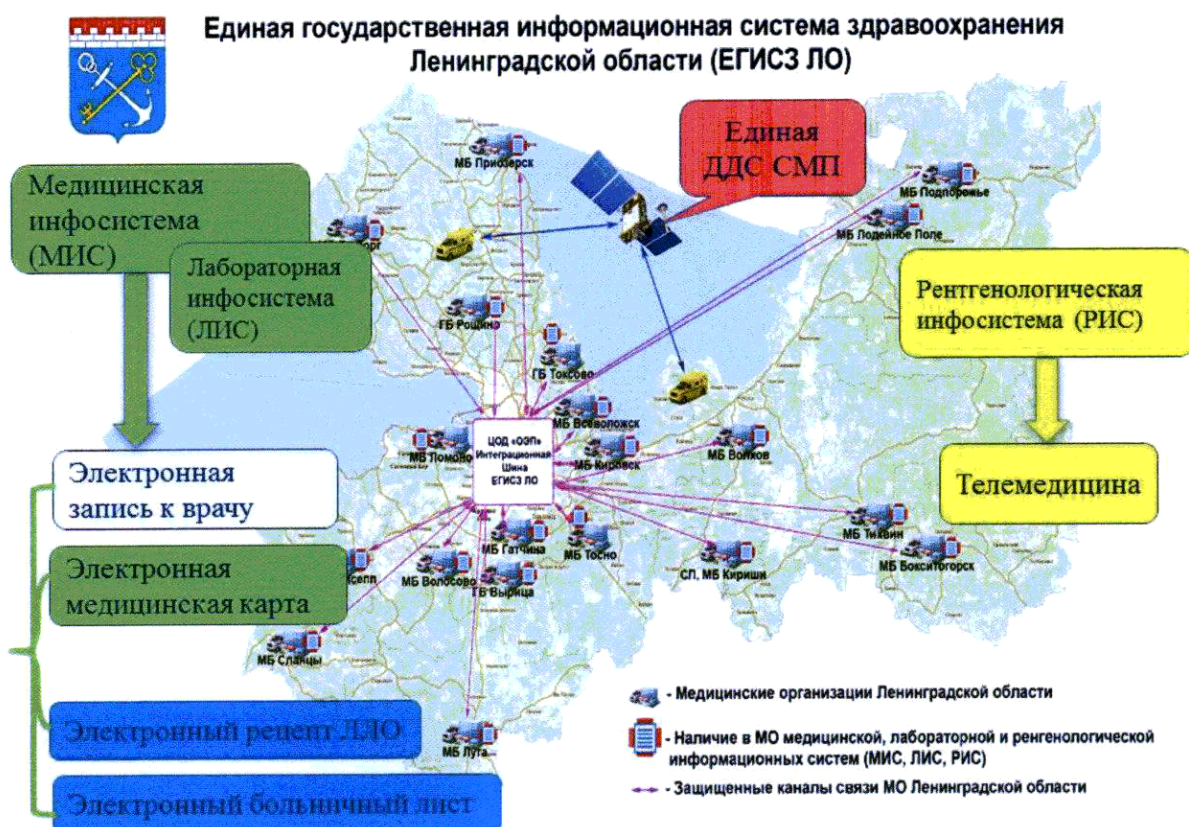 Единая государственная информационная система здравоохранения
Ленинградской области (ЕГИСЗ ЛО)
Единая
ДДС СМП
МБ Приозерск
МБ Подпорожье
МБ Лодейное Поле
Медицинская
инфосистема
(МИС)
Лабораторная
инфосистема
(ЛИС)
Рентгенологическая
инфосистема (РИС)
ГБ Рощино
ГБ Токсово
МБ Всеволожск
МБ Ломоно
ЦОД «ОЭП»
Интеграционная
Шина
ЕГИСЗ ЛО
МБ Кировск
МБ Волхов
Электронная
запись к врачу
Телемедицина
МБ Гатчина
МБ Тосно
МБ Тихвин
МБ Волосово
ГБ Вырица
СП. МБ Кириши
МБ Бокситогорск
Электронная
медицинская карта
МБ Сланцы
Электронный рецепт ЛЛО
МБ Луга
Электронный больничный лист
- Медицинские организации Ленинградской области
- Наличие в МО медицинской, лабораторной и ренгенологической
информационных систем (МИС, ЛИС, РИС)
- Защищенные каналы связи МО Ленинградской области